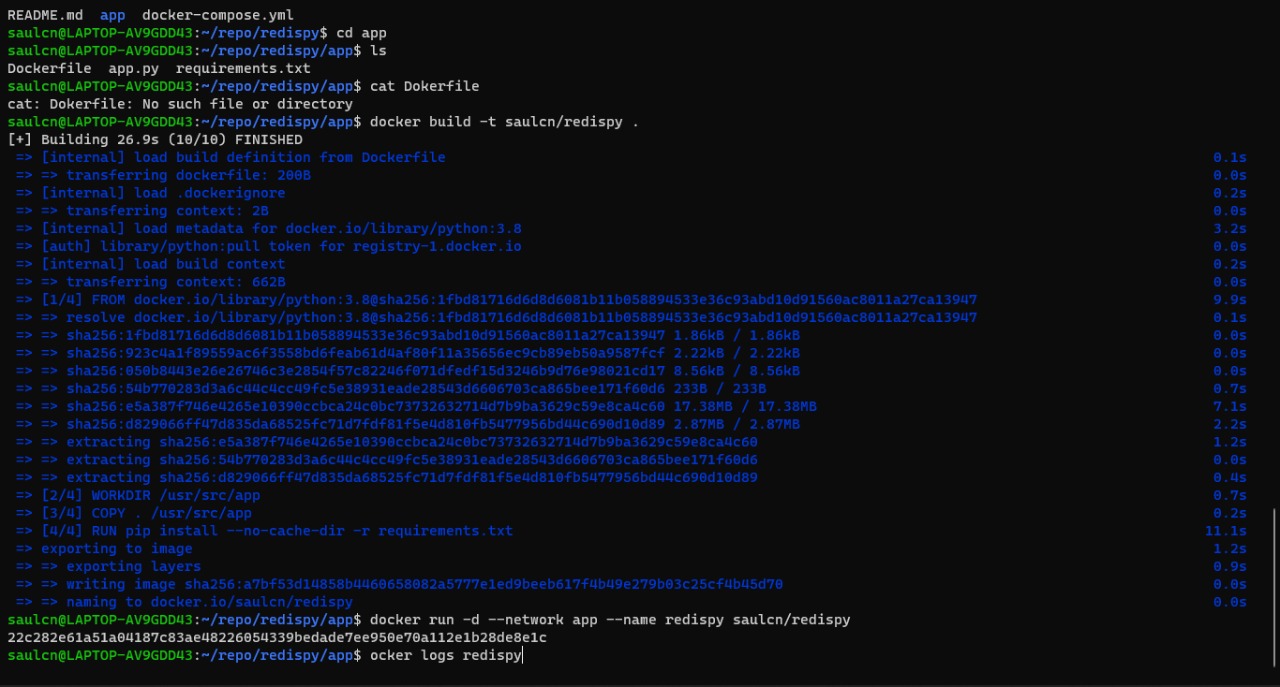 README.md  app  docker-compose.yml
saulcn@LAPTOP-AV9GDD43:~/repo/redispy$ cd app
saulcn@LAPTOP-AV9GDD43:~/repo/redispy/app$ ls
Dockerfile  app.py  requirements.txt
saulcn@LAPTOP-AV9GDD43:~/repo/redispy/app$ cat Dokerfile
cat: Dokerfile: No such file or directory
saulcn@LAPTOP-AV9GDD43:~/repo/redispy/app$ docker build -t saulcn/redispy .
[+] Building 26.9s (10/10) FINISHED
=> [internal] load build definition from Dockerfile 0.1s
=> => transferring dockerfile: 200B 0.0s
=> [internal] load .dockerignore 0.2s
=> => transferring context: 2B 0.0s
=> [internal] load metadata for docker.io/library/python:3.8 3.2s
=> [auth] library/python:pull token for registry-1.docker.io 0.0s
=> [internal] load build context 0.2s
=> => transferring context: 662B 0.0s
=> [1/4] FROM docker.io/library/python:3.8@sha256:1fbd81716d6d8d6081b11b058894533e36c93abd10d91560ac8011a27ca13947 9.9s
=> => resolve docker.io/library/python:3.8@sha256:1fbd81716d6d8d6081b11b058894533e36c93abd10d91560ac8011a27ca13947 0.1s
=> => sha256:1fbd81716d6d8d6081b11b058894533e36c93abd10d91560ac8011a27ca13947 1.86kB / 1.86kB 0.0s
=> => sha256:923c4a1f89559ac6f3558bd6feab61d4af80f11a35656ec9cb89eb50a9587fcf 2.22kB / 2.22kB 0.0s
=> => sha256:050b8443e26e26746c3e2854f57c82246f071dfedf15d3246b9d76e98021cd17 8.56kB / 8.56kB 0.0s
=> => sha256:54b770283d3a6c44c4cc49fc5e38931eade28543d6606703ca865bee171f60d6 233B / 233B 0.7s
=> => sha256:e5a387f746e4265e10390ccbca24c0bc73732632714d7b9ba3629c59e8ca4c60 17.38MB / 17.38MB 7.1s
=> => sha256:d829066ff47d835da68525fc71d7fdf81f5e4d810fb5477956bd44c690d10d89 2.87MB / 2.87MB 2.2s
=> => extracting sha256:e5a387f746e4265e10390ccbca24c0bc73732632714d7b9ba3629c59e8ca4c60 1.2s
=> => extracting sha256:54b770283d3a6c44c4cc49fc5e38931eade28543d6606703ca865bee171f60d6 0.0s
=> => extracting sha256:d829066ff47d835da68525fc71d7fdf81f5e4d810fb5477956bd44c690d10d89 0.4s
=> [2/4] WORKDIR /usr/src/app 0.7s
=> [3/4] COPY . /usr/src/app 0.2s
=> [4/4] RUN pip install --no-cache-dir -r requirements.txt 11.1s
=> exporting to image 1.2s
=> => exporting layers 0.9s
=> => writing image sha256:a7bf53d14858b4460658082a5777e1ed9beeb617f4b49e279b03c25cf4b45d70 0.0s
=> => naming to docker.io/saulcn/redispy 0.0s
saulcn@LAPTOP-AV9GDD43:~/repo/redispy/app$ docker run -d --network app --name redispy saulcn/redispy
22c282e61a51a04187c83ae48226054339bedade7ee950e70a112e1b28de8e1c
saulcn@LAPTOP-AV9GDD43:~/repo/redispy/app$ ocker logs redispy